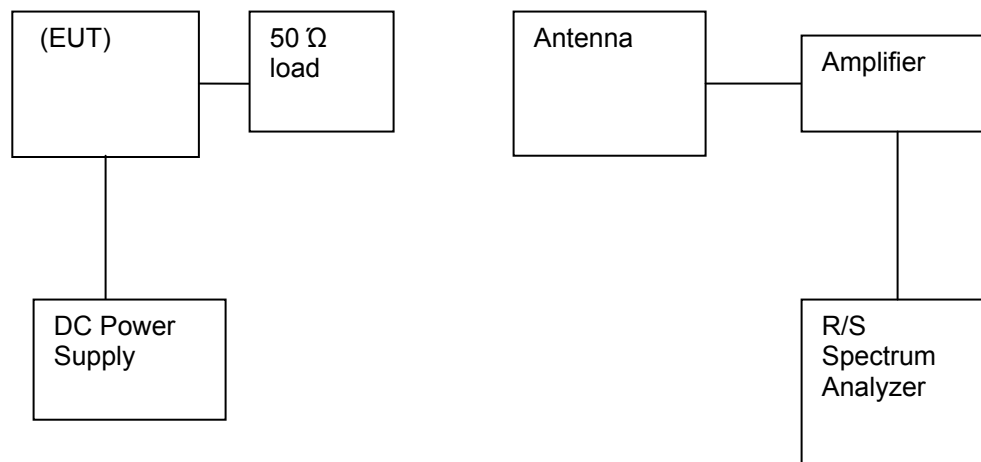 (EUT)
50 Ώ
load
Antenna
Amplifier
DC Power
Supply
R/S
Spectrum
Analyzer